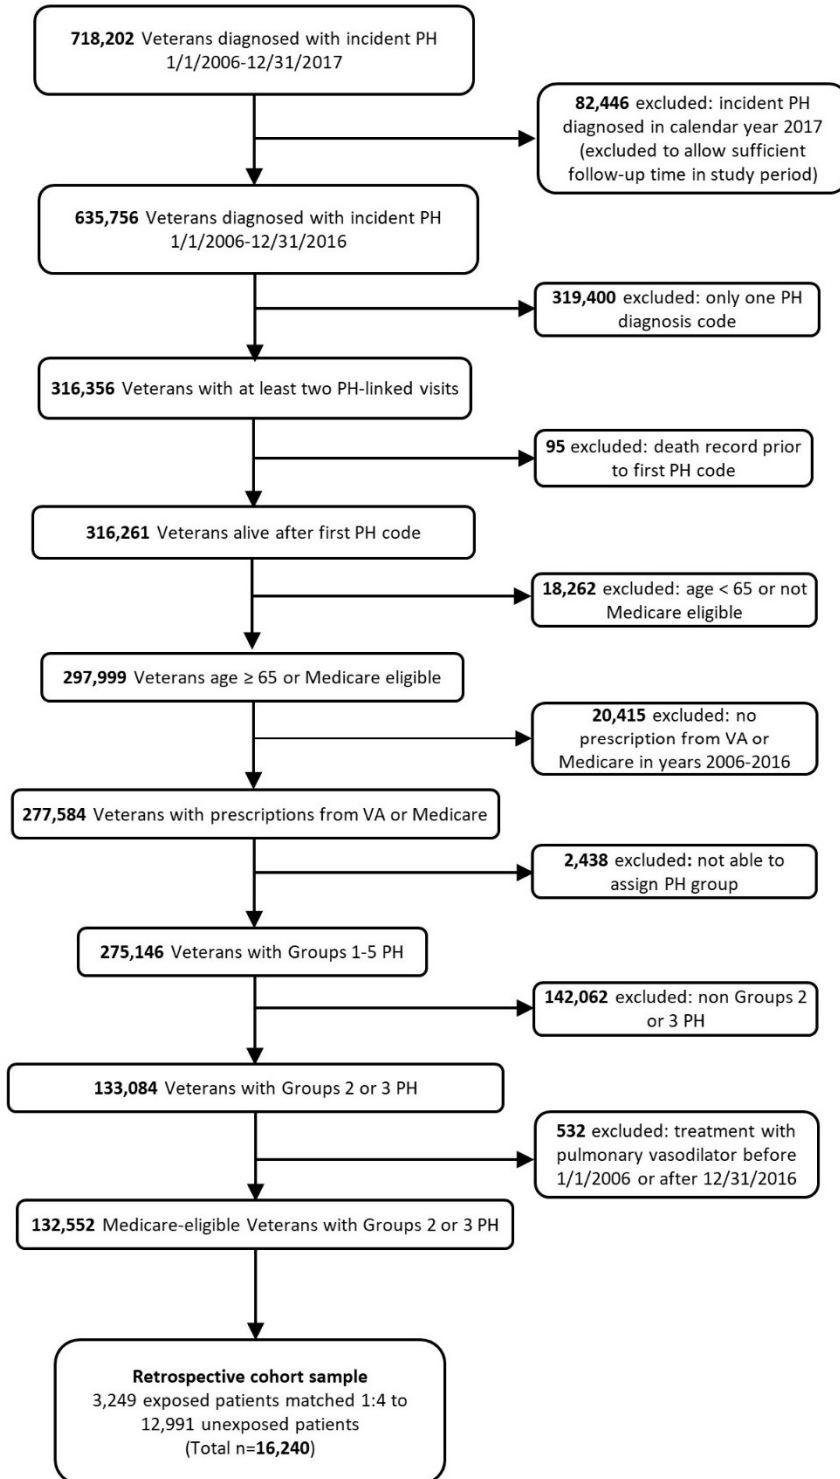 718,202 Veterans diagnosed with incident PH
1/1/2006-12/31/2017
82,446 excluded: incident PH
diagnosed in calendar year 2017
(excluded to allow sufficient
follow-up time in study period)
635,756 Veterans diagnosed with incident PH
1/1/2006-12/31/2016
319,400 excluded: only one PH
diagnosis code
316,356 Veterans with at least two PH-linked visits
95 excluded: death record prior
to first PH code
316,261 Veterans alive after first PH code
18,262 excluded: age < 65 or not
Medicare eligible
297,999 Veterans age ≥ 65 or Medicare eligible
20,415 excluded: no
prescription from VA or
Medicare in years 2006-2016
277,584 Veterans with prescriptions from VA or Medicare
2,438 excluded: not able to
assign PH group
275,146 Veterans with Groups 1-5 PH
142,062 excluded: non Groups 2
or 3 PH
133,084 Veterans with Groups 2 or 3 PH
532 excluded: treatment with
pulmonary vasodilator before
1/1/2006 or after 12/31/2016
132,552 Medicare-eligible Veterans with Groups 2 or 3 PH
Retrospective cohort sample
3,249 exposed patients matched 1:4 to
12,991 unexposed patients
(Total n=16,240)